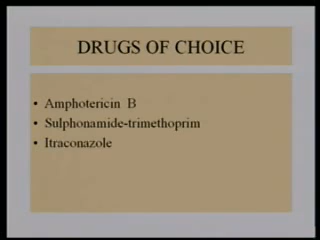 DRUGS OF CHOICE
• Amphotericin B
• Sulphonamide-trimethoprim
• Itraconazole